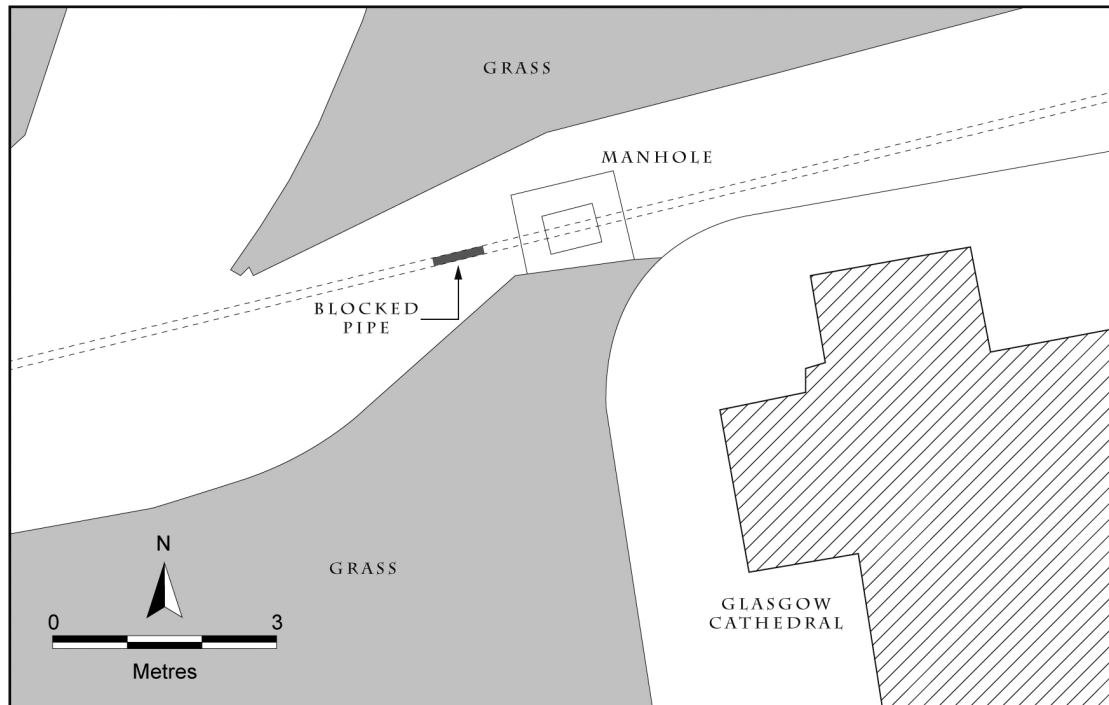 GRASS
MANHOLE
BLOCKED
PIPE
N
GRASS
0 3
Metres
GLASGOW
CATHEDRAL